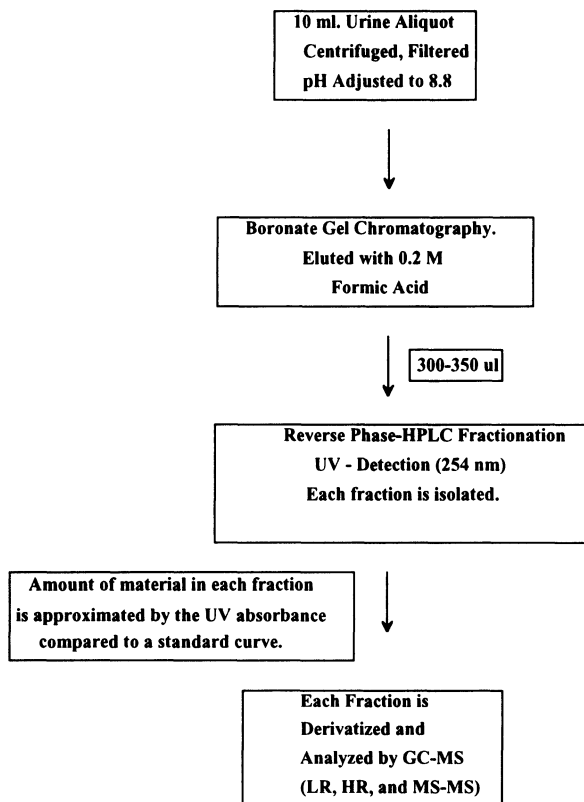 10 ml. Urine Aliquot
Centrifuged, Filtered
pH Adjusted to 8.8
Boronate Gel Chromatography.
Eluted with 0.2 M
Formic Acid
300-350 ul
Reverse Phase-HPLC Fractionation
UV - Detection (254 nm)
Each fraction is isolated.
Amount of material in each fraction
is approximated by the UV absorbance
compared to a standard curve.
Each Fraction is
Derivatized and
Analyzed by GC-MS
(LR, HR, and MS-MS)